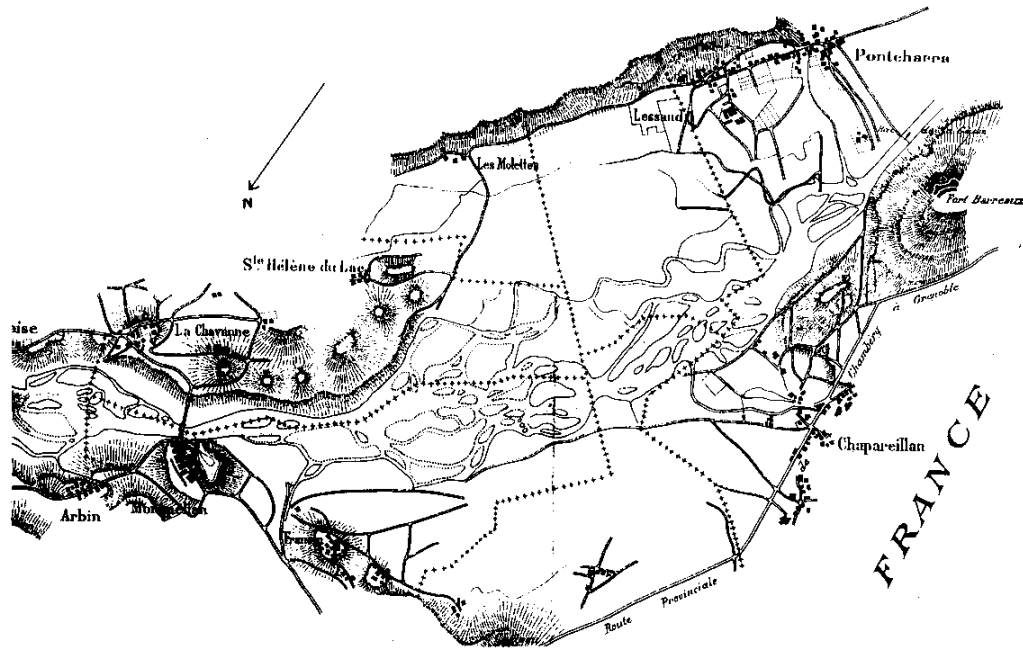 Pontcharra
Lessaud
Fort Barreaux
Les Molettes
N
Ste Hélène du Lac
à Grenoble
La Chavanne
Chambéry
Chapareillan
FRANCE
Arbin
Route Provinciale